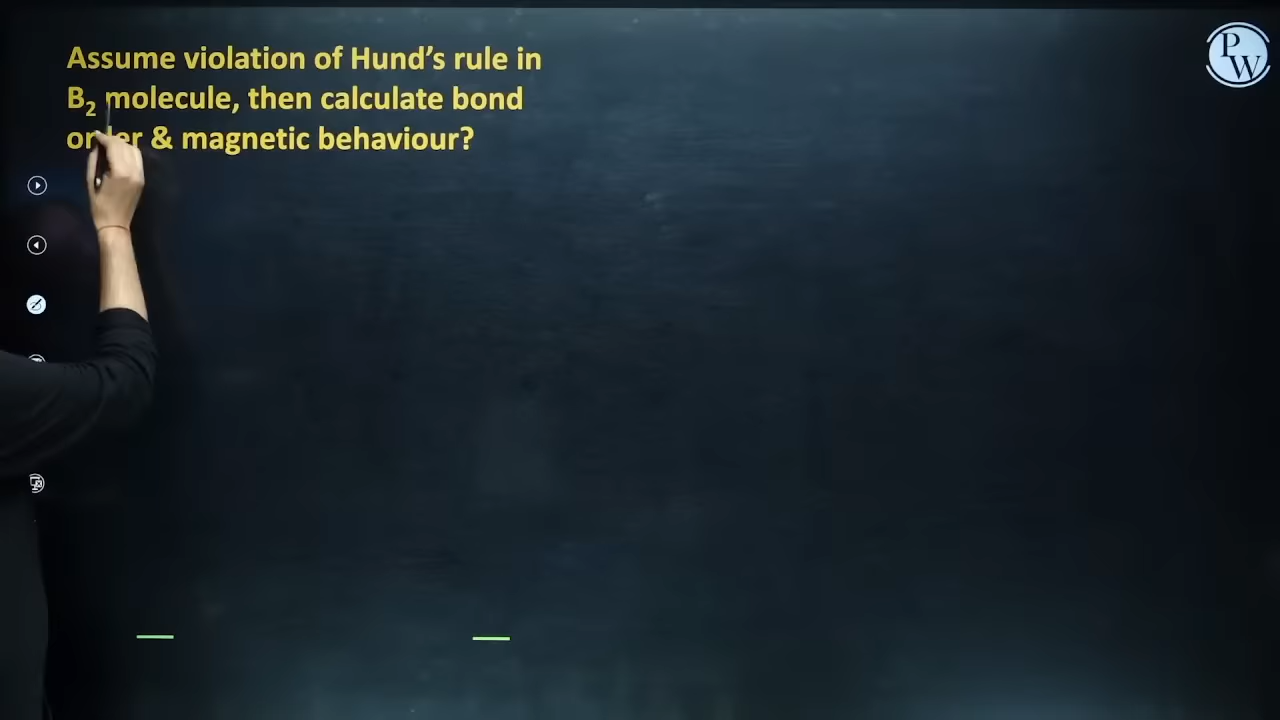 Assume violation of Hund’s rule in
B₂ molecule, then calculate bond
order & magnetic behaviour?
P
W